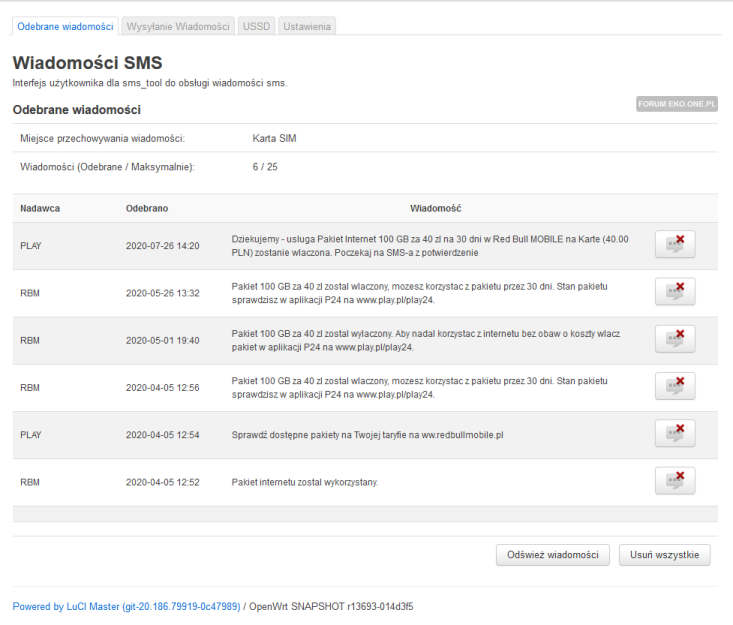 Odebrane wiadomości Wysyłanie Wiadomości USSD Ustawienia
Wiadomości SMS
Interfejs użytkownika dla sms_tool do obsługi wiadomości sms.
Odebrane wiadomości FORUM EKO.ONE.PL
Miejsce przechowywania wiadomości: Karta SIM
Wiadomości (Odebrane / Maksymalnie): 6 / 25
Nadawca Odebrano Wiadomość
PLAY 2020-07-26 14:20 Dziekujemy - usluga Pakiet Internet 100 GB za 40 zl na 30 dni w Red Bull MOBILE na Karte (40.00
PLN) zostanie wlaczona. Poczekaj na SMS-a z potwierdzenie
RBM 2020-05-26 13:32 Pakiet 100 GB za 40 zl zostal wlaczony, mozesz korzystac z pakietu przez 30 dni. Stan pakietu
sprawdzisz w aplikacji P24 na www.play.pl/play24.
RBM 2020-05-01 19:40 Pakiet 100 GB za 40 zl zostal wylaczony. Aby nadal korzystac z internetu bez obaw o koszty wlacz
pakiet w aplikacji P24 na www.play.pl/play24.
RBM 2020-04-05 12:56 Pakiet 100 GB za 40 zl zostal wlaczony, mozesz korzystac z pakietu przez 30 dni. Stan pakietu
sprawdzisz w aplikacji P24 na www.play.pl/play24.
PLAY 2020-04-05 12:54 Sprawdź dostępne pakiety na Twojej taryfie na ww.redbullmobile.pl
RBM 2020-04-05 12:52 Pakiet internetu zostal wykorzystany.
Odśwież wiadomości Usuń wszystkie
Powered by LuCI Master (git-20.186.79919-0c47989) / OpenWrt SNAPSHOT r13693-014d3f5